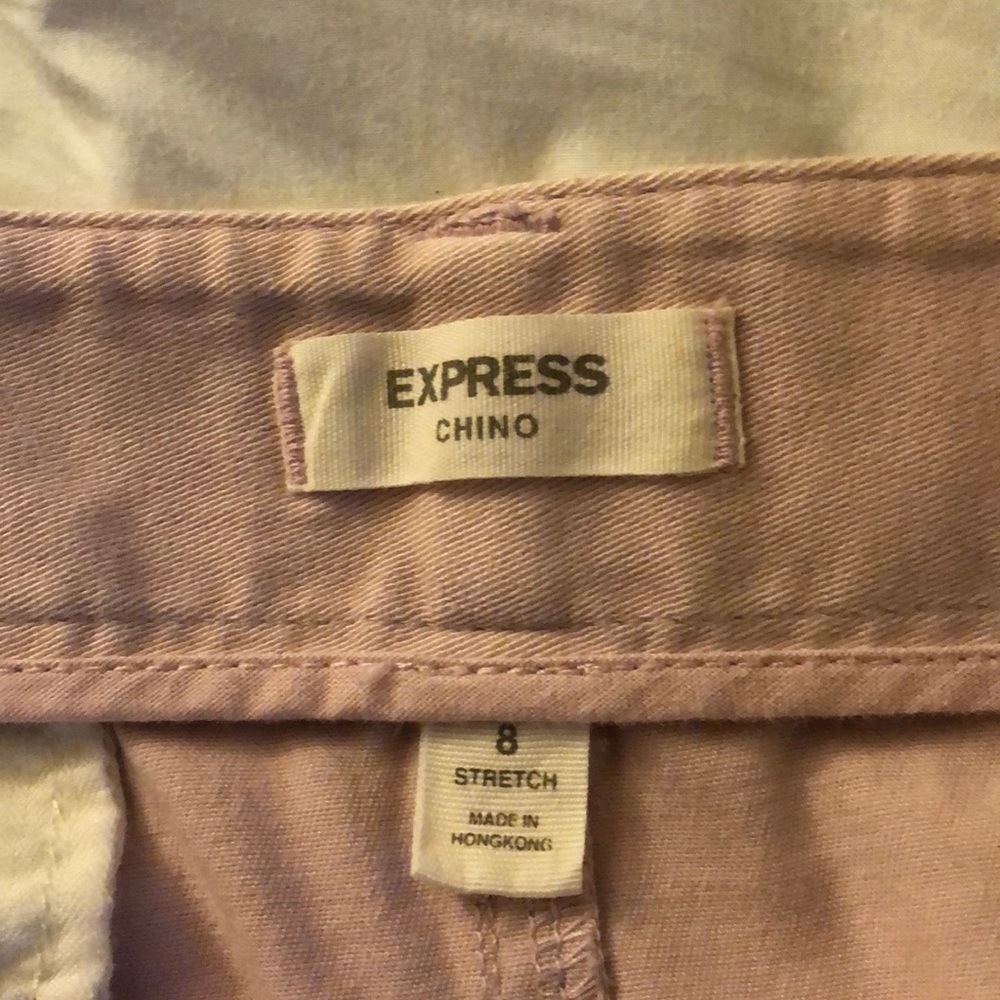 EXPRESS
CHINO
8
STRETCH
MADE IN
HONGKONG